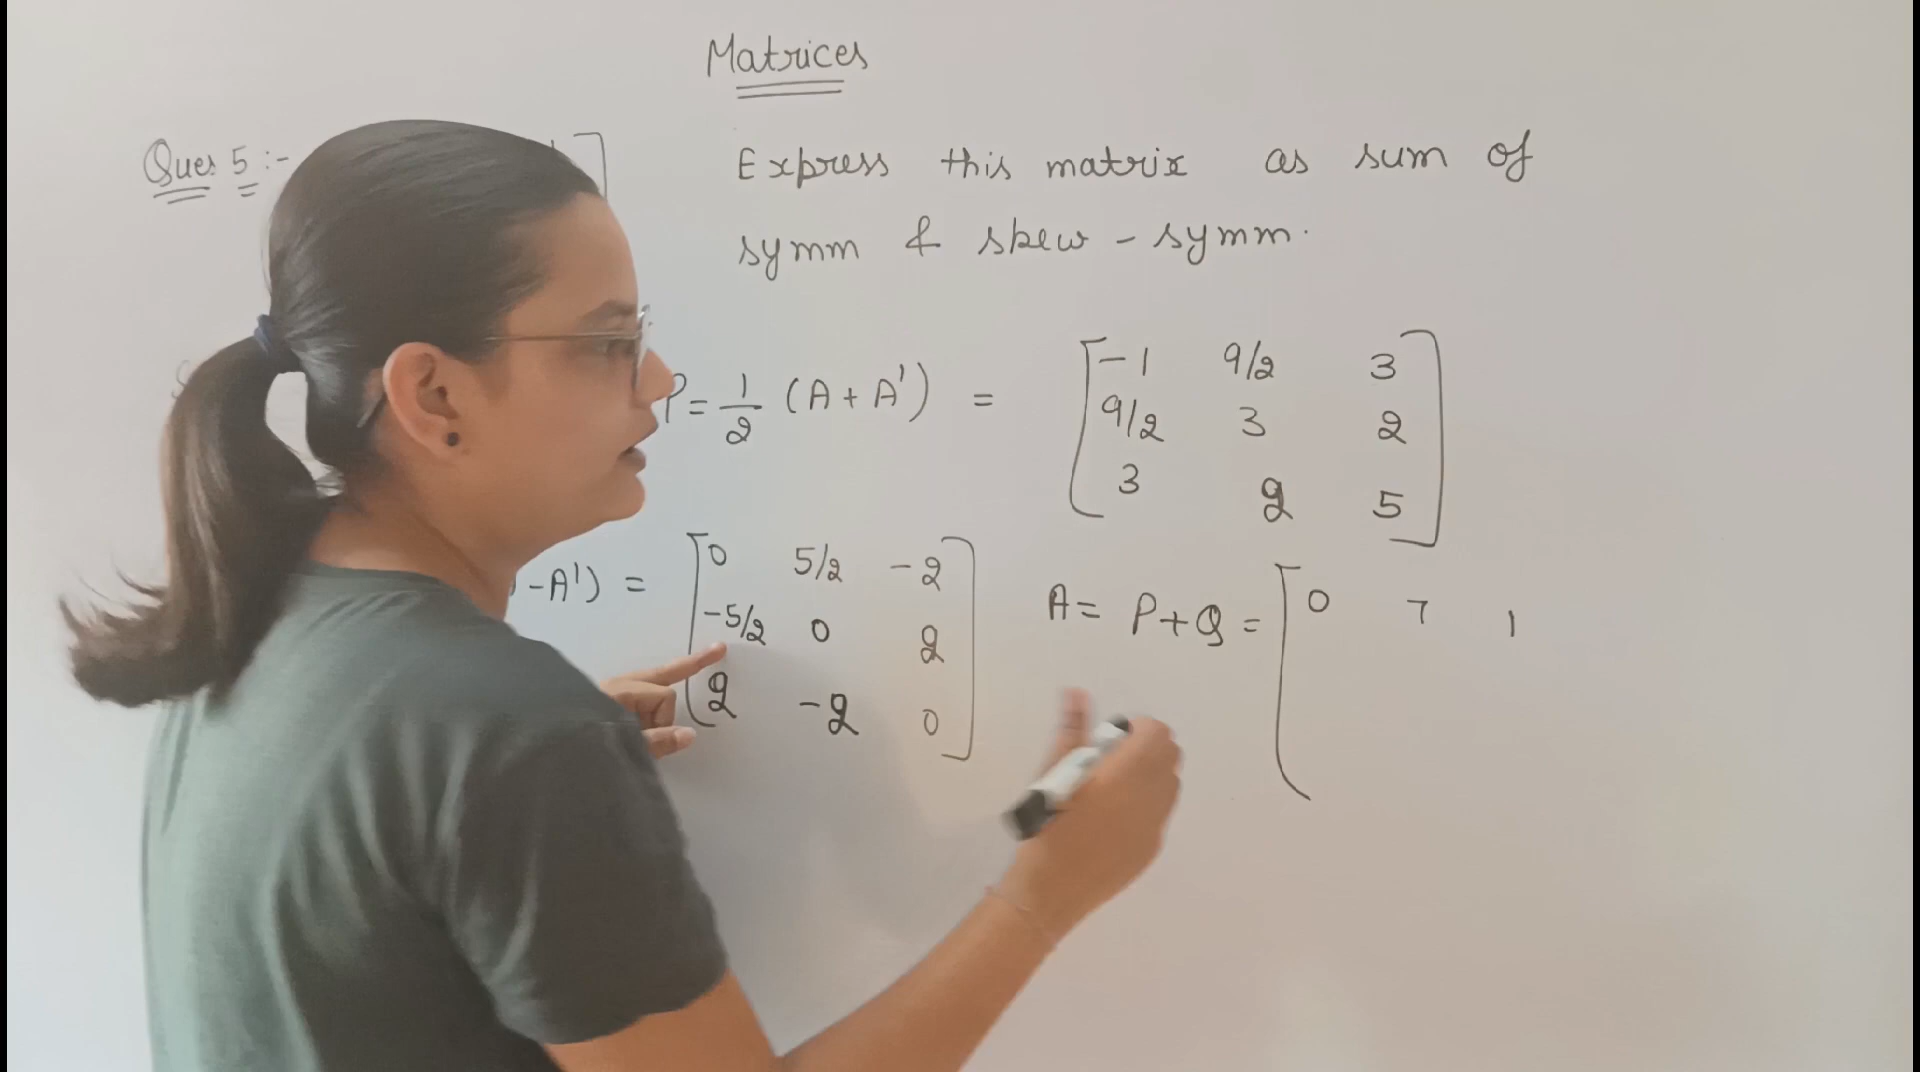 Matrices
Ques 5 :-
Express this matrix as sum of
symm & skew - symm.
P = 1/2 (A + A') = [ -1 9/2 3
9/2 3 2
3 2 5 ]
- A') = [ 0 5/2 -2
-5/2 0 2
2 -2 0 ]
A = P + Q = [ 0 7 1